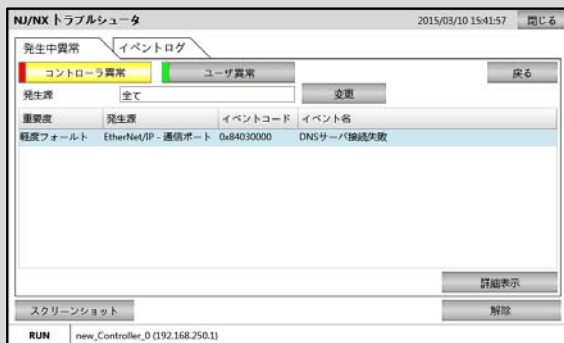 NJ/NX トラブルシュータ 2015/03/10 15:41:57 閉じる
発生中異常 イベントログ
コントローラ異常 ユーザ異常 戻る
発生源 全て 変更
重要度 発生源 イベントコード イベント名
軽度フォールト EtherNet/IP - 通信ポート 0x84030000 DNSサーバ接続失敗
詳細表示
スクリーンショット 解除
RUN new_Controller_0 (192.168.250.1)